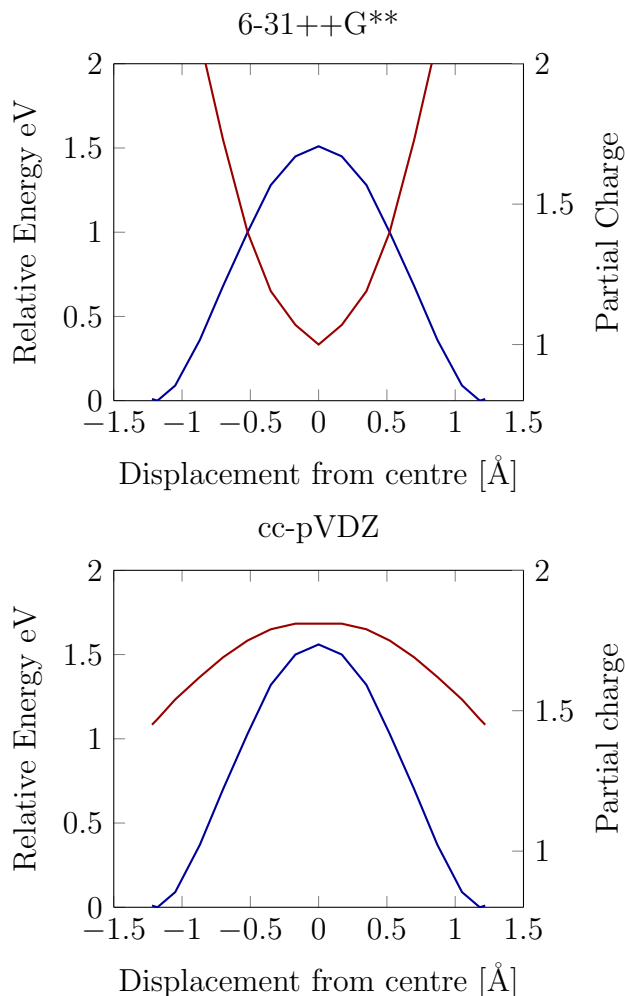 6-31++G**
2
1.5
1
0.5
0
Relative Energy eV
2
1.5
1
Partial Charge
−1.5 −1 −0.5 0 0.5 1 1.5
Displacement from centre [Å]
cc-pVDZ
2
1.5
1
0.5
0
Relative Energy eV
2
1.5
1
Partial charge
−1.5 −1 −0.5 0 0.5 1 1.5
Displacement from centre [Å]